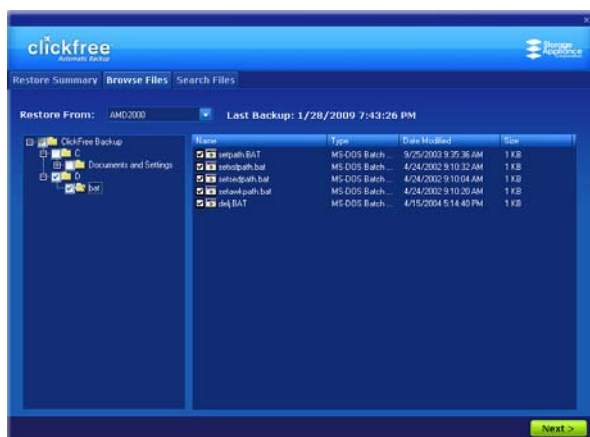 clickfree
Automatic Backup
Storage
Appliance
Corporation
Restore Summary Browse Files Search Files
Restore From: AMD2000 Last Backup: 1/28/2009 7:43:26 PM
ClickFree Backup
C
Documents and Settings
D
bat
Name Type Date Modified Size
setpath.BAT MS-DOS Batch ... 9/25/2003 9:35:36 AM 1 KB
MS-DOS Batch ... 4/24/2002 9:10:32 AM 1 KB
setsedpath.bat MS-DOS Batch ... 4/24/2002 9:10:04 AM 1 KB
setawkpath.bat MS-DOS Batch ... 4/24/2002 9:10:20 AM 1 KB
MS-DOS Batch ... 4/15/2004 5:14:40 PM 1 KB
Next >